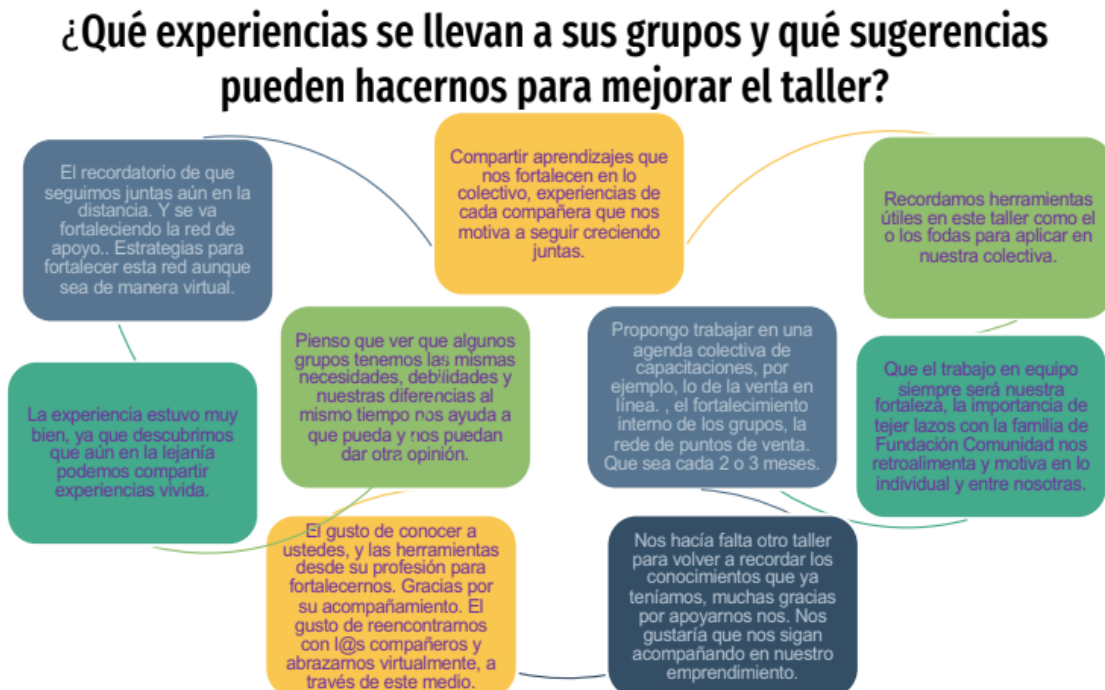 ¿Qué experiencias se llevan a sus grupos y qué sugerencias
pueden hacernos para mejorar el taller?
El recordatorio de que
seguimos juntas aún en la
distancia. Y se va
fortaleciendo la red de
apoyo.. Estrategias para
fortalecer esta red aunque
sea de manera virtual.
Compartir aprendizajes que
nos fortalecen en lo
colectivo, experiencias de
cada compañera que nos
motiva a seguir creciendo
juntas.
Recordamos herramientas
útiles en este taller como el
o los fodas para aplicar en
nuestra colectiva.
La experiencia estuvo muy
bien, ya que descubrimos
que aún en la lejanía
podemos compartir
experiencias vivida.
Pienso que ver que algunos
grupos tenemos las mismas
necesidades, debilidades y
nuestras diferencias al
mismo tiempo nos ayuda a
que pueda y nos puedan
dar otra opinión.
Propongo trabajar en una
agenda colectiva de
capacitaciones, por
ejemplo, lo de la venta en
línea. , el fortalecimiento
interno de los grupos, la
red de puntos de venta.
Que sea cada 2 o 3 meses.
Que el trabajo en equipo
siempre será nuestra
fortaleza, la importancia de
tejer lazos con la familia de
Fundación Comunidad nos
retroalimenta y motiva en lo
individual y entre nosotras.
El gusto de conocer a
ustedes, y las herramientas
desde su profesión para
fortalecernos. Gracias por
su acompañamiento. El
gusto de reencontrarnos
con l@s compañeros y
abrazarnos virtualmente, a
través de este medio.
Nos hacía falta otro taller
para volver a recordar los
conocimientos que ya
teníamos, muchas gracias
por apoyarnos nos. Nos
gustaría que nos sigan
acompañando en nuestro
emprendimiento.